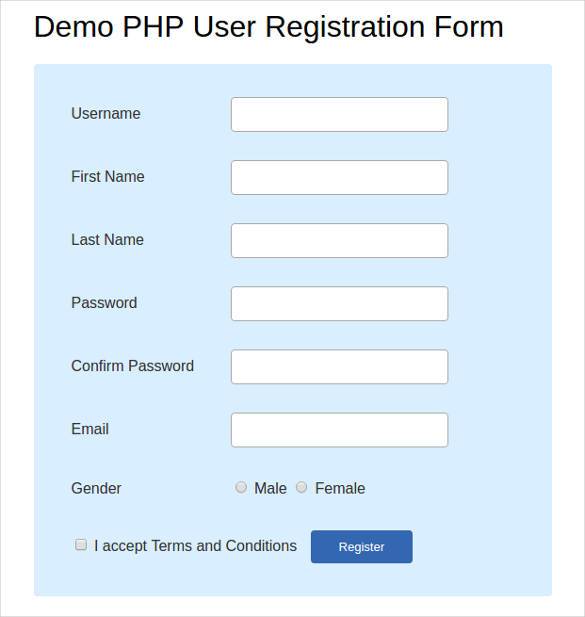 Demo PHP User Registration Form
Username
First Name
Last Name
Password
Confirm Password
Email
Gender Male Female
I accept Terms and Conditions Register